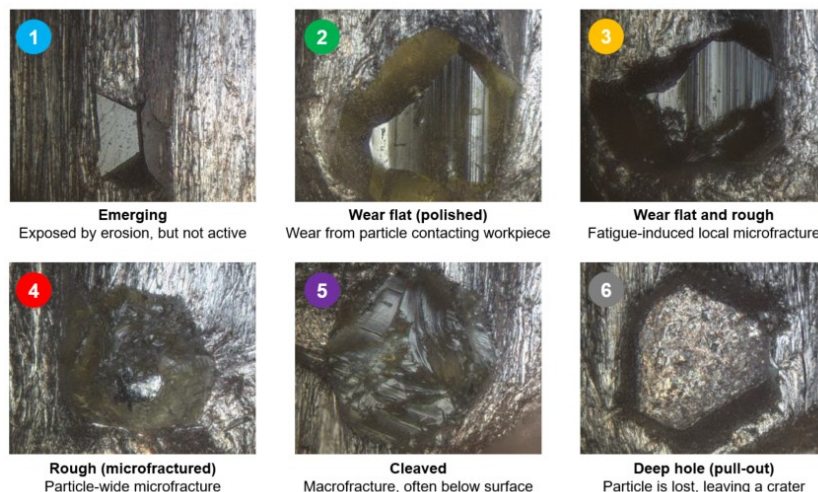 1
2
3
Emerging
Exposed by erosion, but not active
Wear flat (polished)
Wear from particle contacting workpiece
Wear flat and rough
Fatigue-induced local microfracture
4
5
6
Rough (microfractured)
Particle-wide microfracture
Cleaved
Macrofracture, often below surface
Deep hole (pull-out)
Particle is lost, leaving a crater